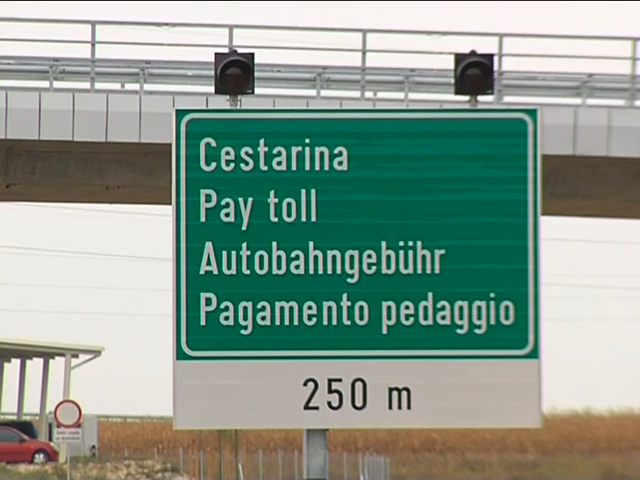 Cestarina
Pay toll
Autobahngebühr
Pagamento pedaggio
250 m